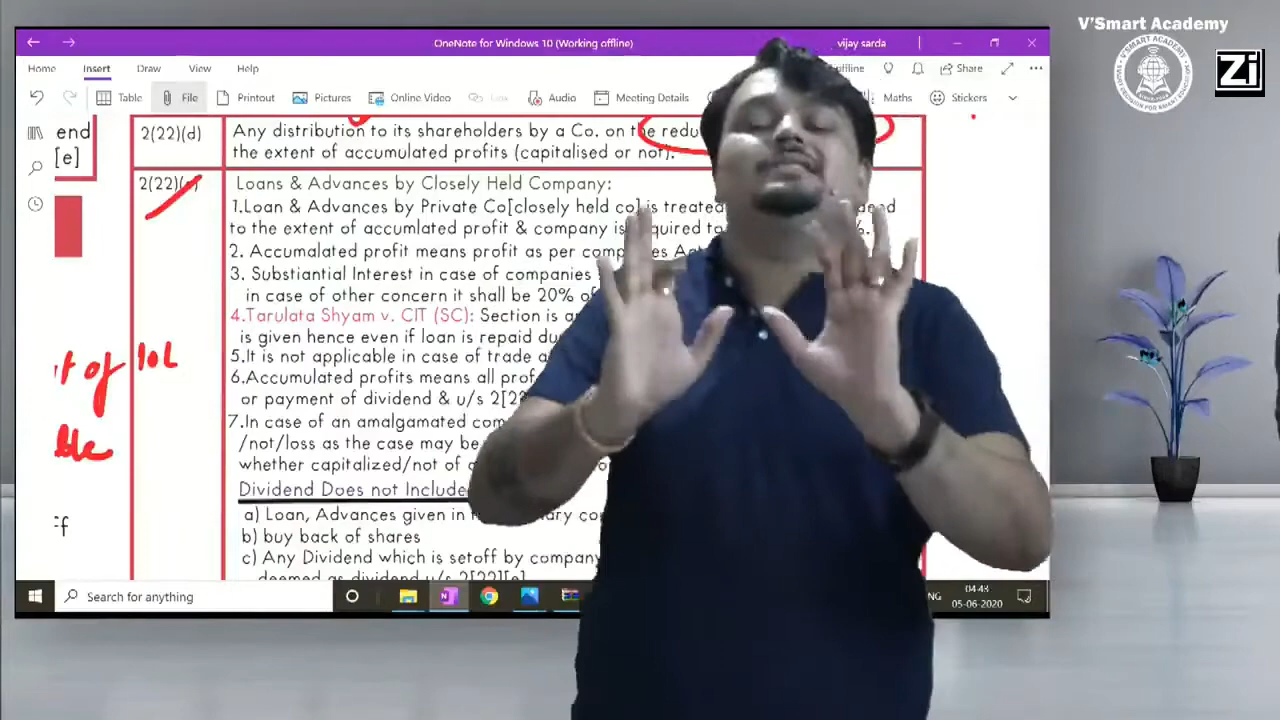 V'Smart Academy
Zi
OneNote for Windows 10 (Working offline)
vijay sarda
Home Insert Draw View Help
offline Share
Table File Printout Pictures Online Video Link Audio Meeting Details Maths Stickers
end
[e]
2(22)(d) Any distribution to its shareholders by a Co. on the redu
the extent of accumulated profits (capitalised or not).
Loans & Advances by Closely Held Company:
1.Loan & Advances by Private Co[closely held co] is treated
to the extent of accumlated profit & company is required to
2. Accumalated profit means profit as per companies Act
3. Substiantial Interest in case of companies
in case of other concern it shall be 20% of
4.Tarulata Shyam v. CIT (SC): Section is
is given hence even if loan is repaid du
5.It is not applicable in case of trade
6.Accumulated profits means all prof
or payment of dividend & u/s 2[22
7.In case of an amalgamated com
/not/loss as the case may be
whether capitalized/not of
Dividend Does not Include
a) Loan, Advances given in
b) buy back of shares
c) Any Dividend which is setoff by company
deemed as dividend u/s 2[22][e]
of
Search for anything
04:43
05-06-2020